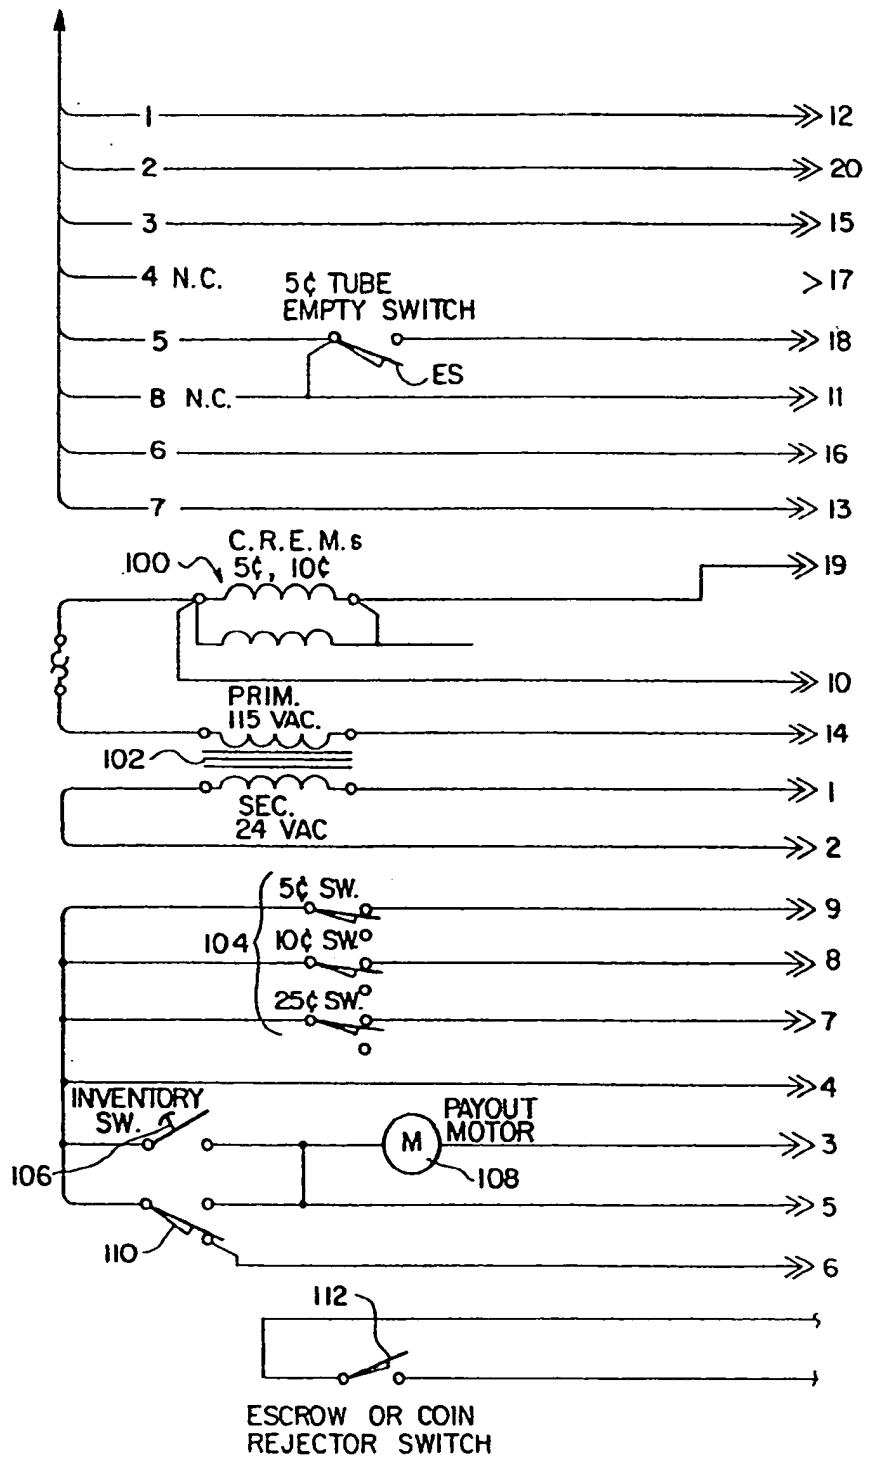 1 12
2 20
3 15
4 N.C. 17
5¢ TUBE
EMPTY SWITCH
5 18
ES
8 N.C. 11
6 16
7 13
C.R.E.M.s
100 5¢, 10¢ 19
10
PRIM.
115 VAC. 14
102
1
SEC.
24 VAC 2
5¢ SW. 9
104 10¢ SW. 8
25¢ SW. 7
4
INVENTORY
SW.
PAYOUT
MOTOR
M 3
106 108
5
110 6
112
ESCROW OR COIN
REJECTOR SWITCH